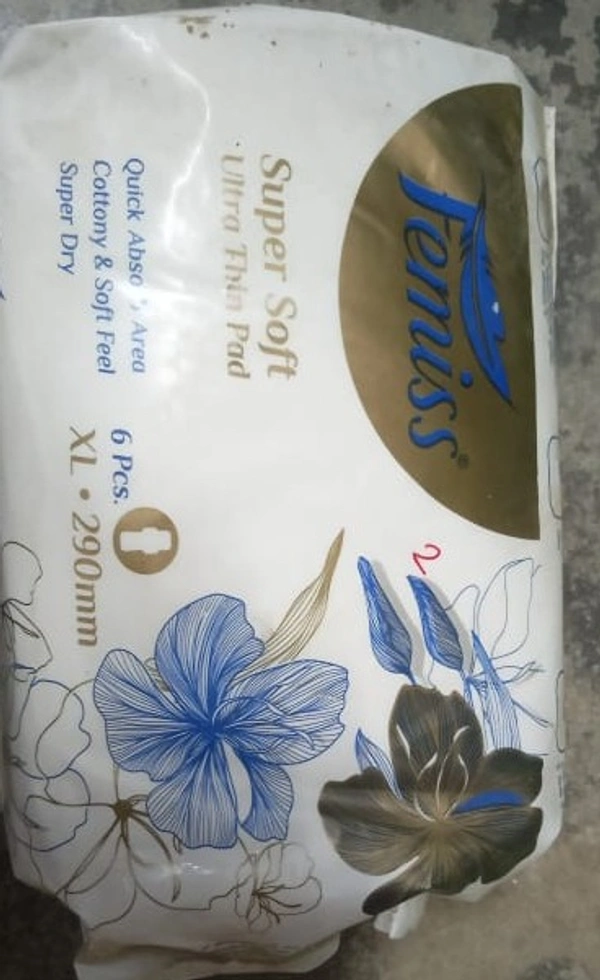 Femiss®
Super Soft
Ultra Thin Pad
Quick Abso Area
Cottony & Soft Feel
Super Dry
6 Pcs.
XL • 290mm
2